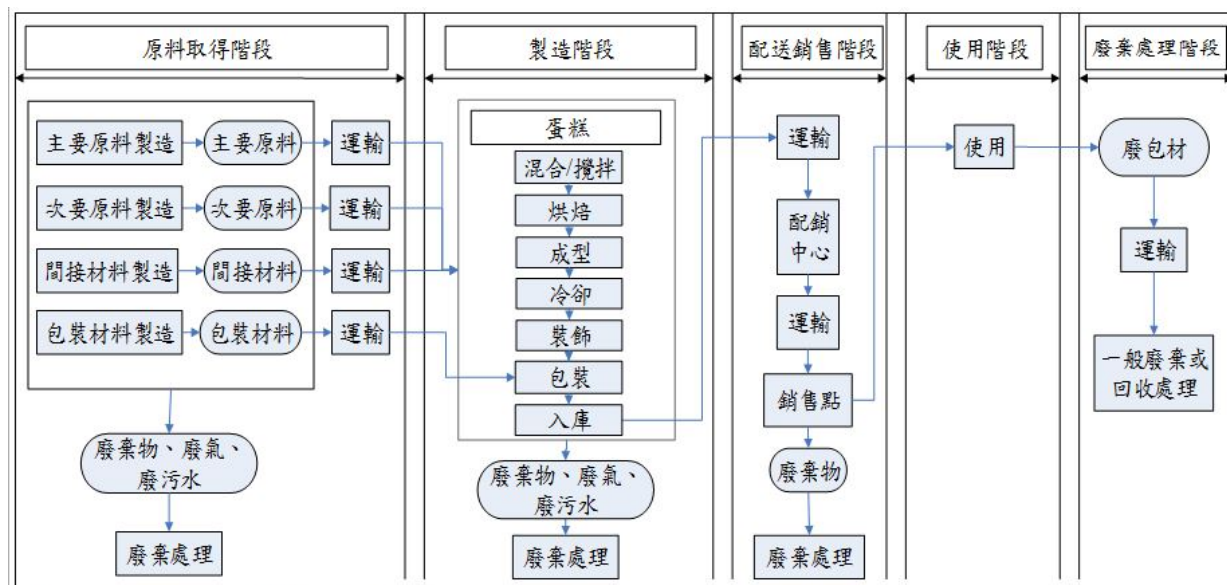 原料取得階段
主要原料製造
主要原料
運輸
次要原料製造
次要原料
運輸
間接材料製造
間接材料
運輸
包裝材料製造
包裝材料
運輸
廢棄物、廢氣、
廢污水
廢棄處理
製造階段
蛋糕
混合/攪拌
烘焙
成型
冷卻
裝飾
包裝
入庫
廢棄物、廢氣、
廢污水
廢棄處理
配送銷售階段
運輸
配銷
中心
運輸
銷售點
廢棄物
廢棄處理
使用階段
使用
廢棄處理階段
廢包材
運輸
一般廢棄或
回收處理